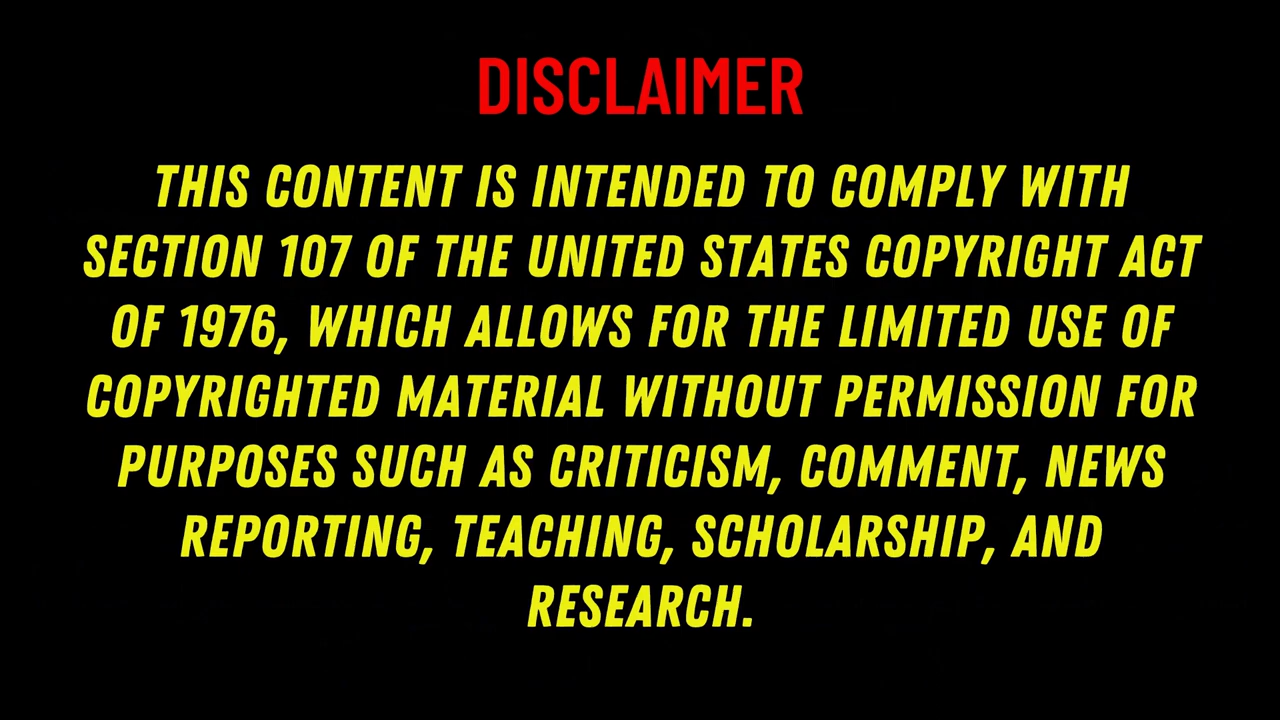 DISCLAIMER
THIS CONTENT IS INTENDED TO COMPLY WITH
SECTION 107 OF THE UNITED STATES COPYRIGHT ACT
OF 1976, WHICH ALLOWS FOR THE LIMITED USE OF
COPYRIGHTED MATERIAL WITHOUT PERMISSION FOR
PURPOSES SUCH AS CRITICISM, COMMENT, NEWS
REPORTING, TEACHING, SCHOLARSHIP, AND
RESEARCH.